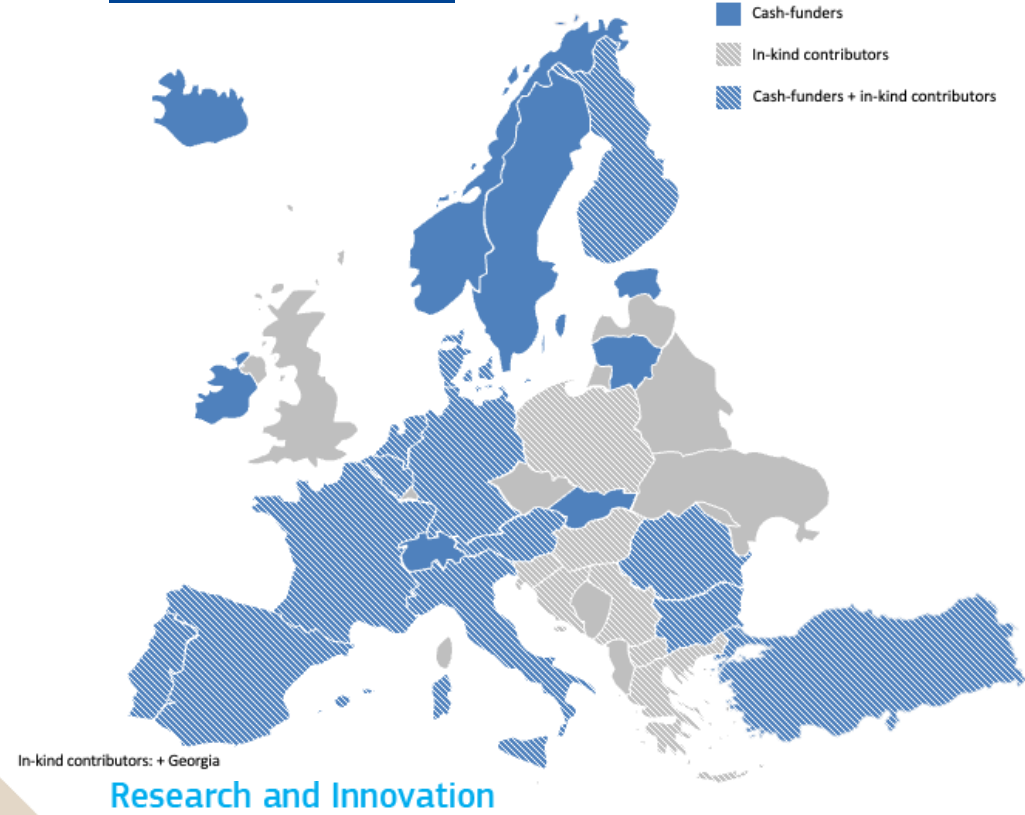 Cash-funders
In-kind contributors
Cash-funders + in-kind contributors
In-kind contributors: + Georgia
Research and Innovation